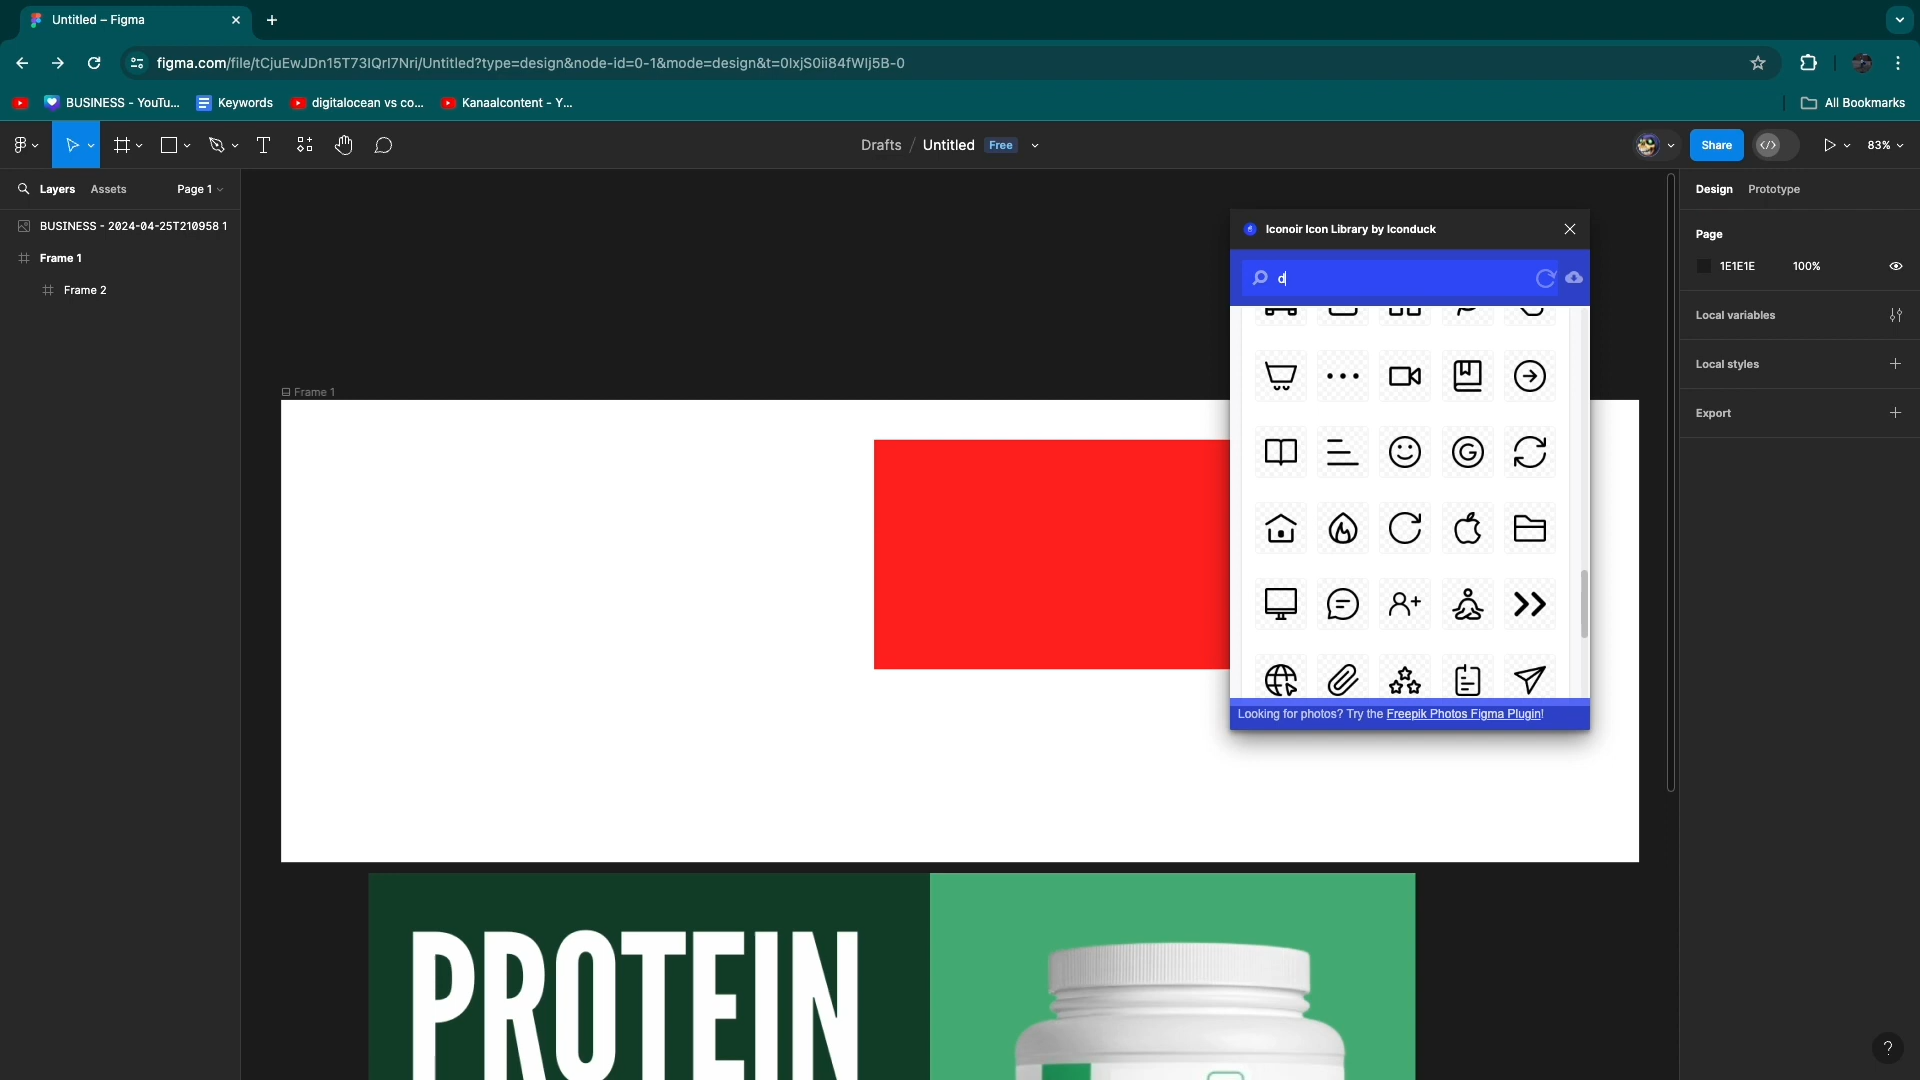 Untitled – Figma
figma.com/file/tCjuEwJDn15T73IQrI7Nri/Untitled?type=design&node-id=0-1&mode=design&t=0IxjS0ii84fWIj5B-0
BUSINESS - YouTu...
Keywords
digitalocean vs co...
Kanaalcontent - Y...
All Bookmarks
Drafts / Untitled
Free
Share
83%
Layers
Assets
Page 1
BUSINESS - 2024-04-25T210958 1
Frame 1
Frame 2
Frame 1
PROTEIN
Iconoir Icon Library by Iconduck
d
Looking for photos? Try the Freepik Photos Figma Plugin!
Design
Prototype
Page
1E1E1E
100%
Local variables
Local styles
Export
?